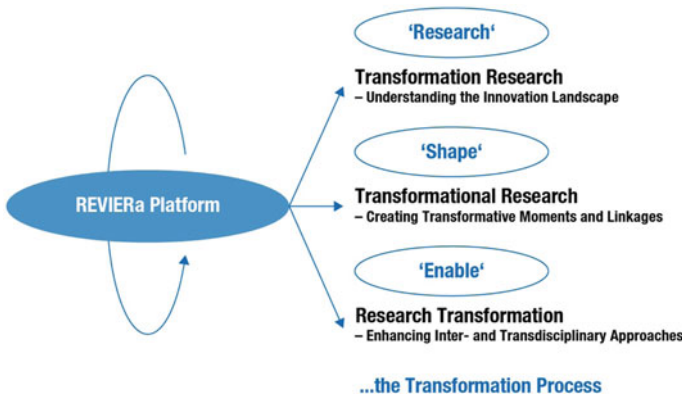 ‘Research‘
Transformation Research
– Understanding the Innovation Landscape
‘Shape‘
REVIERa Platform
Transformational Research
– Creating Transformative Moments and Linkages
‘Enable‘
Research Transformation
– Enhancing Inter- and Transdisciplinary Approaches
...the Transformation Process